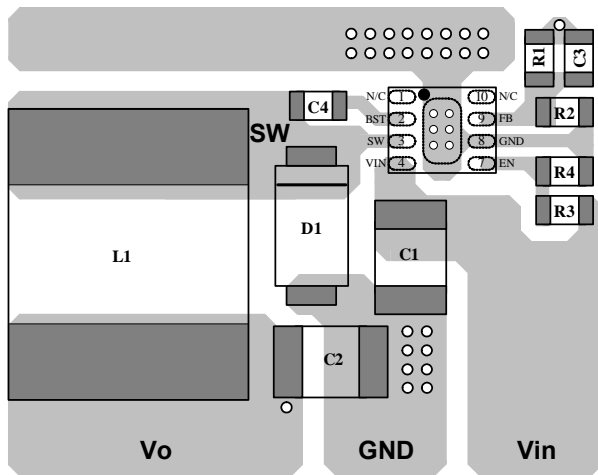 R1 C3
N/C 1 10 N/C
C4
BST 2 9 FB
R2
SW
SW 3 8 GND
VIN 4 7 EN
R4
R3
D1
L1
C1
C2
Vo GND Vin